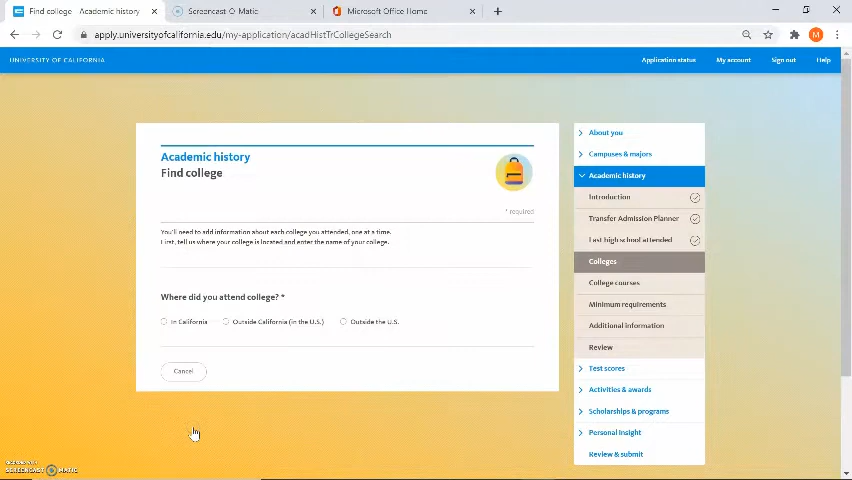 Find college - Academic history
Screencast-O-Matic
Microsoft Office Home
apply.universityofcalifornia.edu/my-application/acadHistTrCollegeSearch
M
UNIVERSITY OF CALIFORNIA
Application status
My account
Sign out
Help
Academic history
Find college
* required
You'll need to add information about each college you attended, one at a time.
First, tell us where your college is located and enter the name of your college.
Where did you attend college? *
In California
Outside California (in the U.S.)
Outside the U.S.
Cancel
About you
Campuses & majors
Academic history
Introduction
Transfer Admission Planner
Last high school attended
Colleges
College courses
Minimum requirements
Additional information
Review
Test scores
Activities & awards
Scholarships & programs
Personal insight
Review & submit
RECORDED WITH
SCREENCAST-O-MATIC